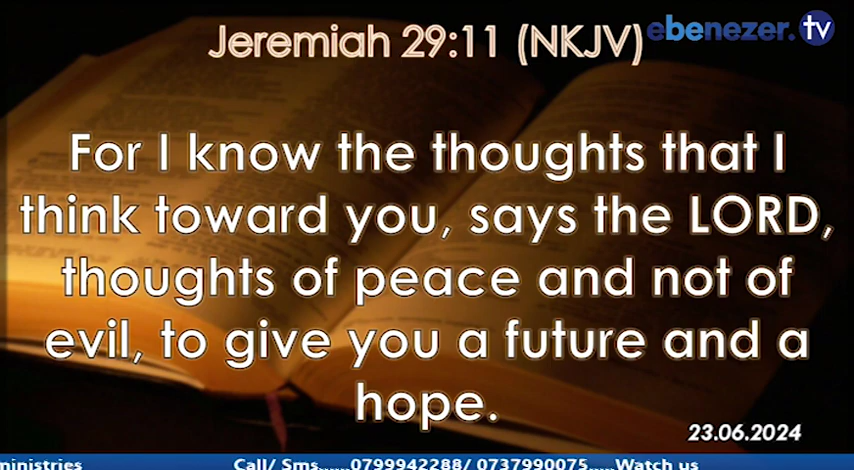 Jeremiah 29:11 (NKJV)
ebenezer.tv
For I know the thoughts that I
think toward you, says the LORD,
thoughts of peace and not of
evil, to give you a future and a
hope.
23.06.2024
ministries Call/ Sms......0799942288/ 0737990075.....Watch us